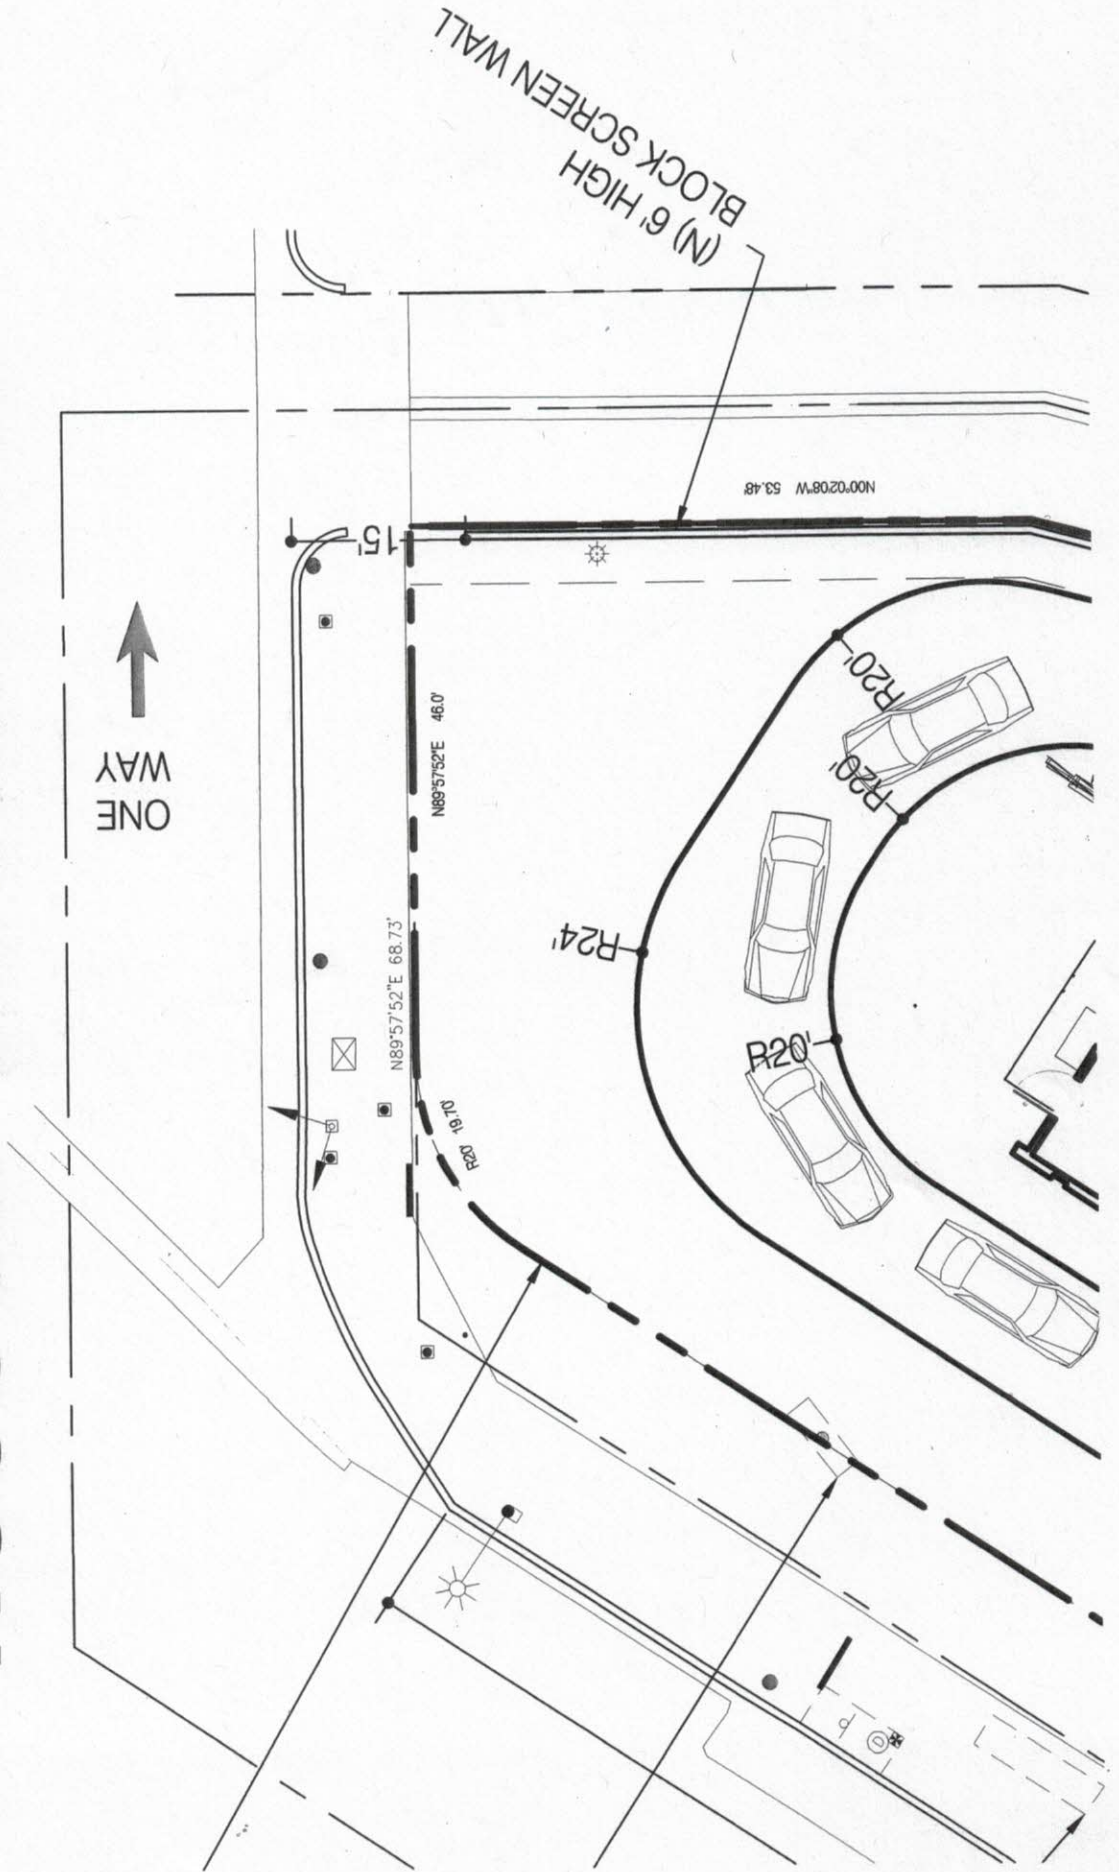 (N) 6' HIGH
BLOCK SCREEN WALL
N00°02'08"W 53.48'
15'
ONE
WAY
N89°57'52"E 46.0'
N89°57'52"E 68.73'
R20' 19.70'
R20'
R20'
R24'
R20'